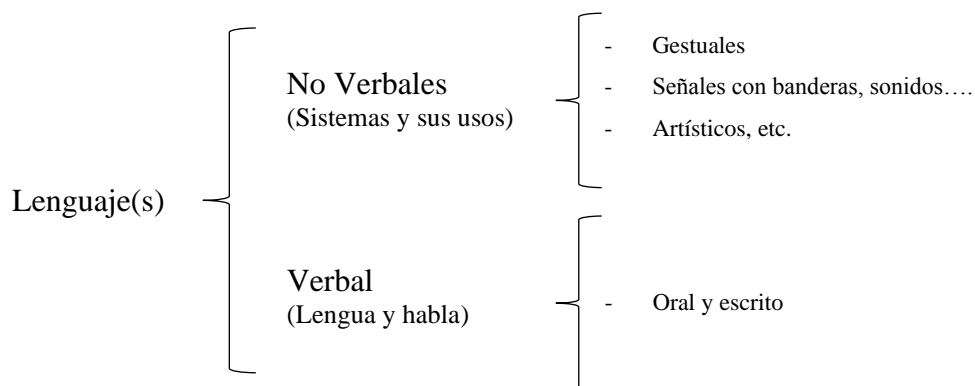 Lenguaje(s)
No Verbales
(Sistemas y sus usos)
- Gestuales
- Señales con banderas, sonidos….
- Artísticos, etc.
Verbal
(Lengua y habla)
- Oral y escrito